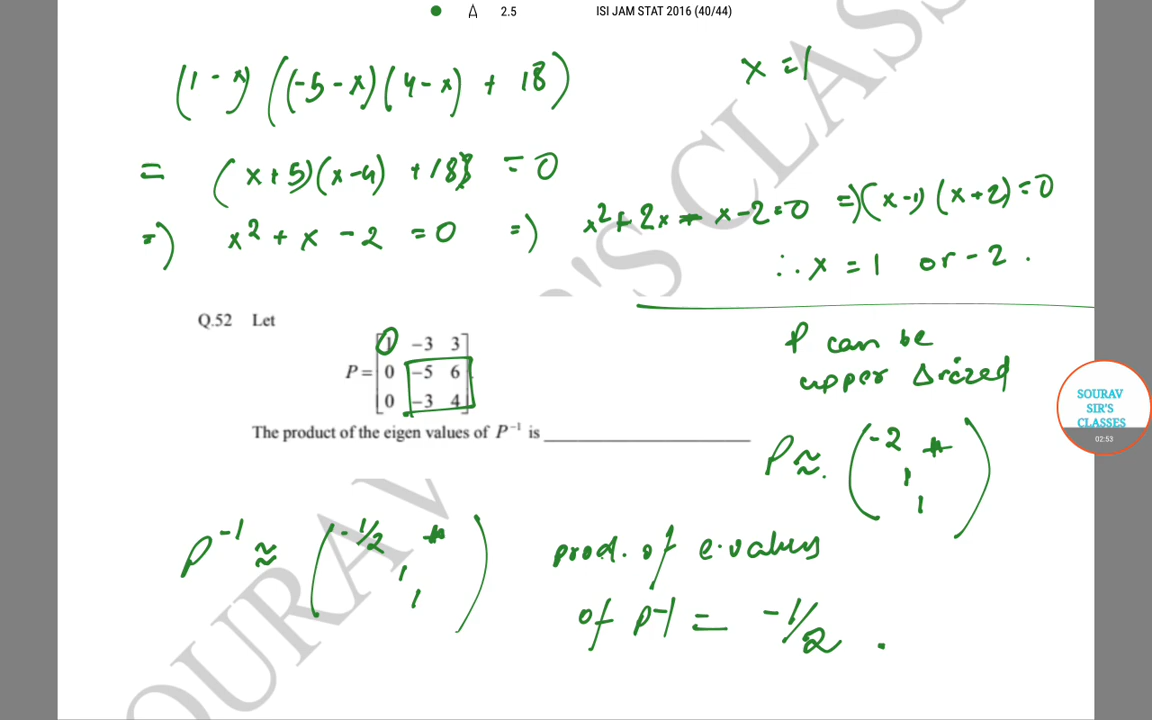 2.5 ISI JAM STAT 2016 (40/44)
(1 - x) ((-5 - x)(4 - x) + 18) x = 1
= (x + 5)(x - 4) + 18 = 0
=) x² + x - 2 = 0 =) x² + 2x - x - 2 = 0 =) (x - 1) (x + 2) = 0
∴ x = 1 or -2 .
Q.52 Let
P = [1 -3 3
0 -5 6
0 -3 4]
P can be
upper Δrized
The product of the eigen values of P⁻¹ is ____________________
P ≈ (-2 *
1
1)
P⁻¹ ≈ (-1/2 *
1
1)
prod. of e.values
of P⁻¹ = -1/2 .
SOURAV
SIR'S
CLASSES
02:53
OURAV
'S CLASS